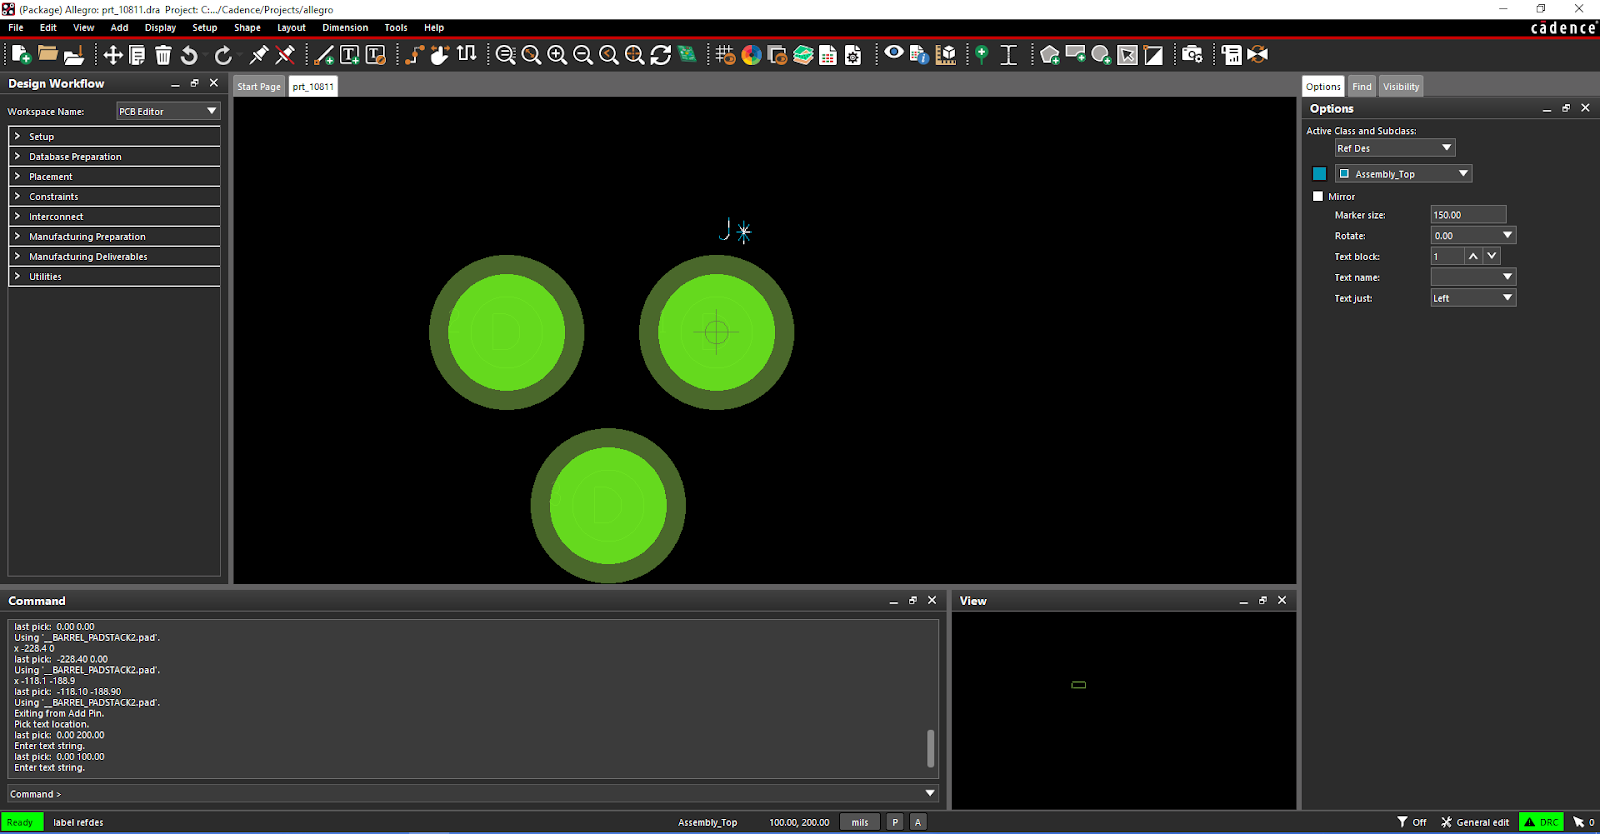 (Package) Allegro: prt_10811.dra  Project: C:.../Cadence/Projects/allegro
File Edit View Add Display Setup Shape Layout Dimension Tools Help
cādence
Design Workflow
Start Page prt_10811
Options Find Visibility
Options
Workspace Name: PCB Editor
Setup
Database Preparation
Placement
Constraints
Interconnect
Manufacturing Preparation
Manufacturing Deliverables
Utilities
Active Class and Subclass:
Ref Des
Assembly_Top
Mirror
Marker size: 150.00
Rotate: 0.00
Text block: 1
Text name:
Text just: Left
J*
D
D
Command
last pick:  0.00 0.00
Using '__BARREL_PADSTACK2.pad'.
x -228.4 0
last pick:  -228.40 0.00
Using '__BARREL_PADSTACK2.pad'.
x -118.1 -188.9
last pick:  -118.10 -188.90
Using '__BARREL_PADSTACK2.pad'.
Exiting from Add Pin.
Pick text location.
last pick:  0.00 200.00
Enter text string.
last pick:  0.00 100.00
Enter text string.
Command >
View
Ready label refdes Assembly_Top 100.00, 200.00 mils P A Off General edit DRC 0